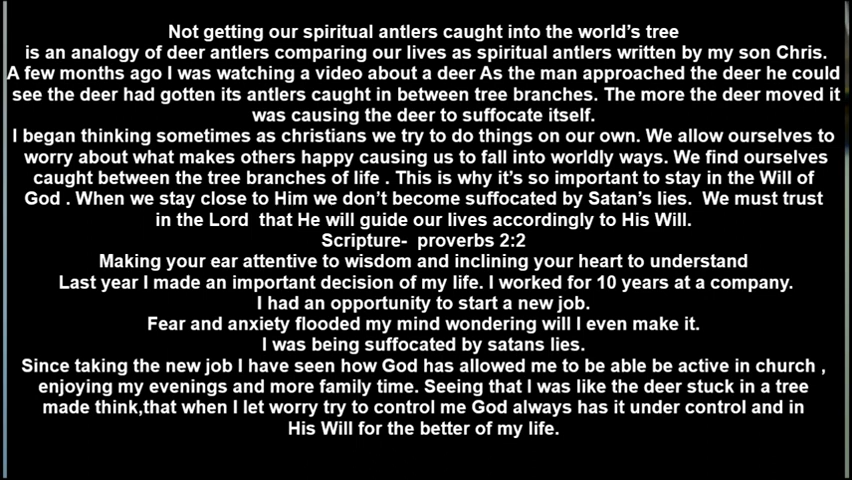 Not getting our spiritual antlers caught into the world's tree
is an analogy of deer antlers comparing our lives as spiritual antlers written by my son Chris.
A few months ago I was watching a video about a deer As the man approached the deer he could
see the deer had gotten its antlers caught in between tree branches. The more the deer moved it
was causing the deer to suffocate itself.
I began thinking sometimes as christians we try to do things on our own. We allow ourselves to
worry about what makes others happy causing us to fall into worldly ways. We find ourselves
caught between the tree branches of life . This is why it's so important to stay in the Will of
God . When we stay close to Him we don't become suffocated by Satan's lies.  We must trust
in the Lord  that He will guide our lives accordingly to His Will.
Scripture-  proverbs 2:2
Making your ear attentive to wisdom and inclining your heart to understand
Last year I made an important decision of my life. I worked for 10 years at a company.
I had an opportunity to start a new job.
Fear and anxiety flooded my mind wondering will I even make it.
I was being suffocated by satans lies.
Since taking the new job I have seen how God has allowed me to be able be active in church ,
enjoying my evenings and more family time. Seeing that I was like the deer stuck in a tree
made think,that when I let worry try to control me God always has it under control and in
His Will for the better of my life.